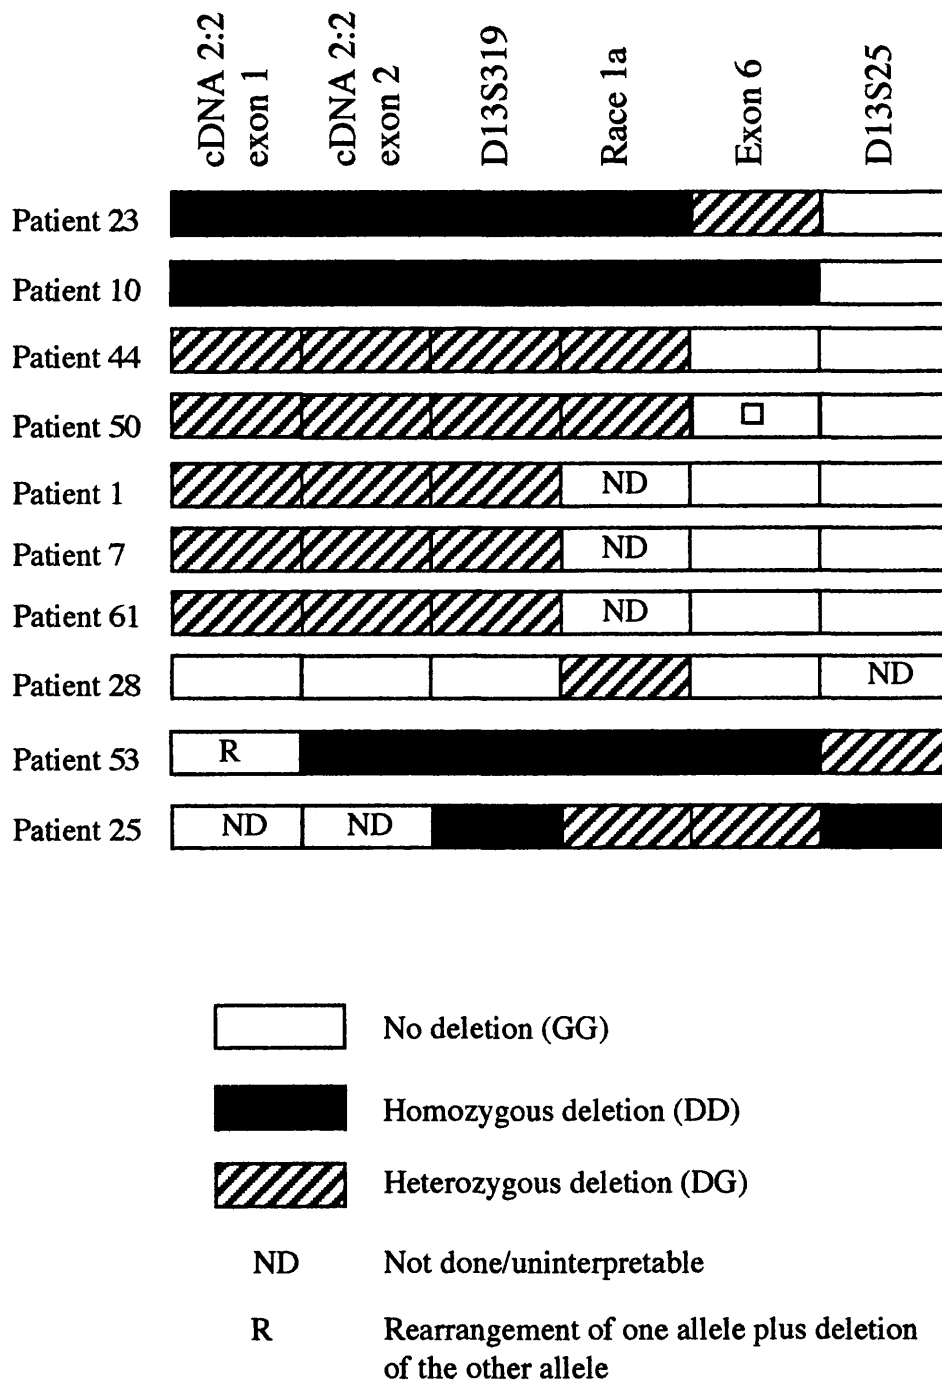 cDNA 2:2
exon 1
cDNA 2:2
exon 2
D13S319
Race 1a
Exon 6
D13S25
Patient 23
Patient 10
Patient 44
Patient 50
Patient 1 ND
Patient 7 ND
Patient 61 ND
Patient 28 ND
Patient 53 R
Patient 25 ND ND
No deletion (GG)
Homozygous deletion (DD)
Heterozygous deletion (DG)
ND Not done/uninterpretable
R Rearrangement of one allele plus deletion
of the other allele